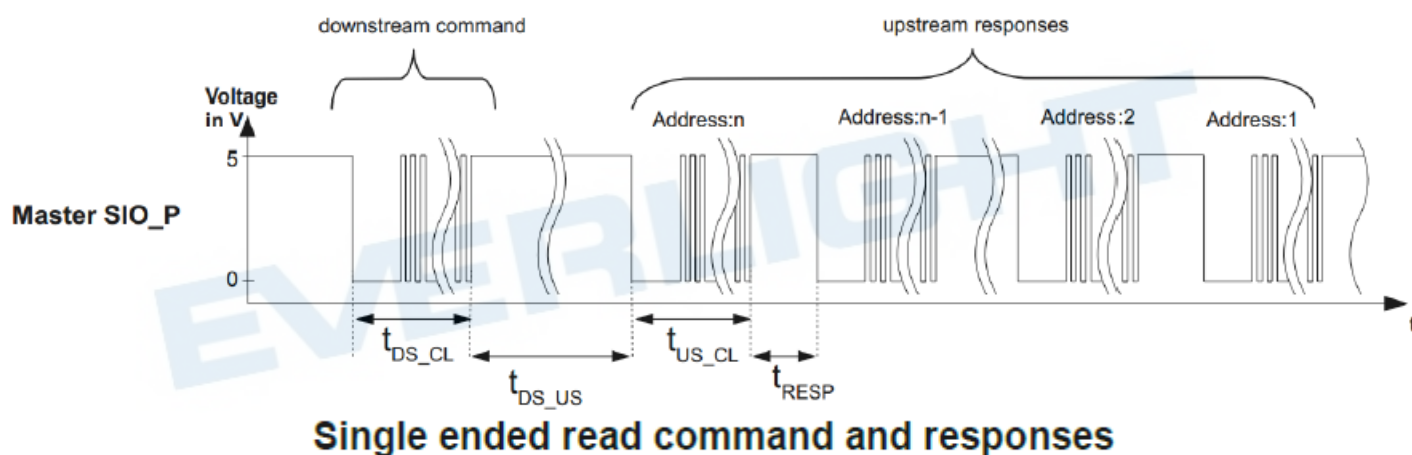 downstream command
upstream responses
Voltage
in V
Address:n
Address:n-1
Address:2
Address:1
5
Master SIO_P
0
t
tDS_CL
tUS_CL
tDS_US
tRESP
EVERLIGHT
Single ended read command and responses